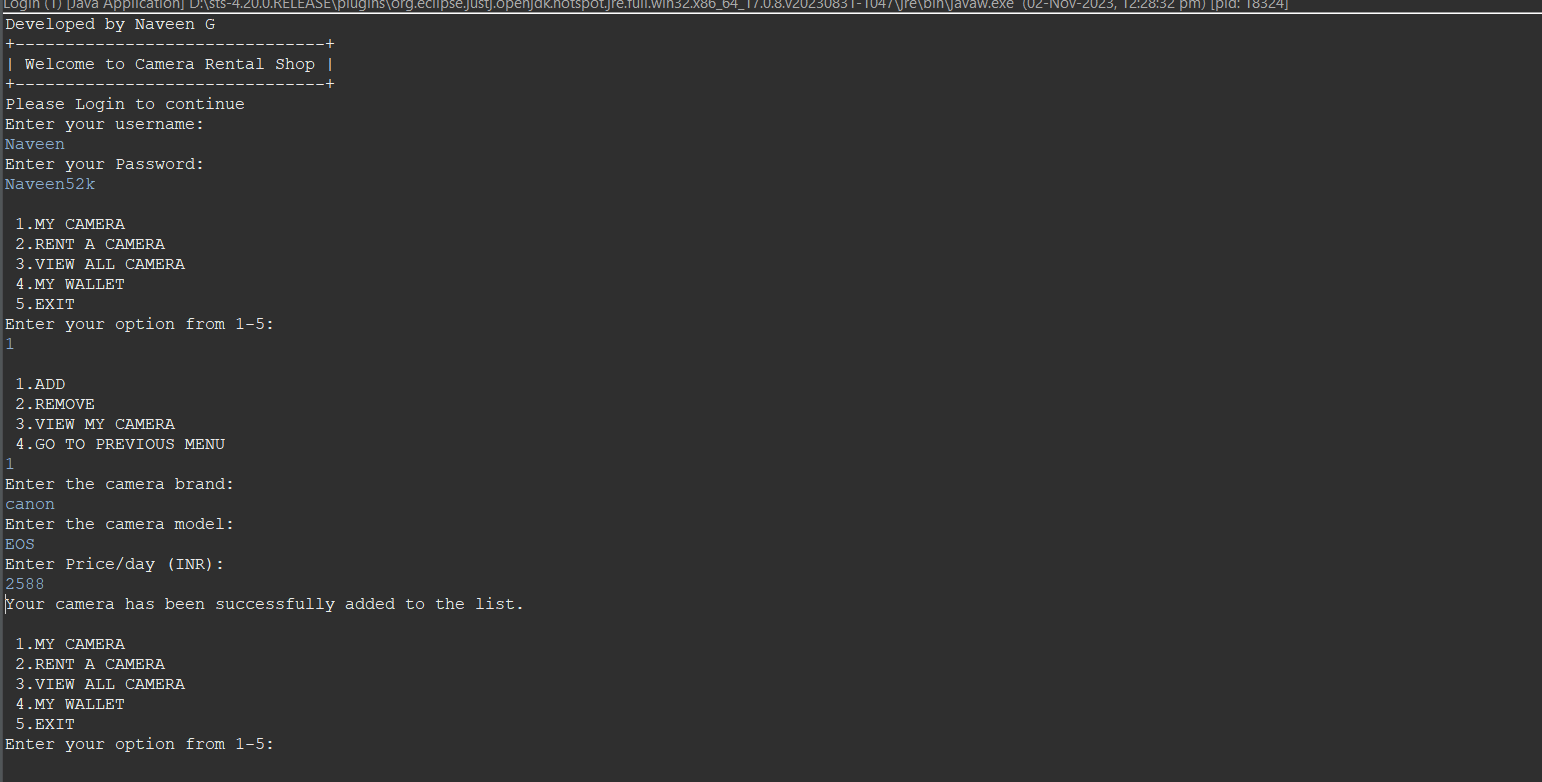 Login (1) [Java Application] D:\sts-4.20.0.RELEASE\plugins\org.eclipse.justj.openjdk.hotspot.jre.full.win32.x86_64_17.0.8.v20230831-1047\jre\bin\javaw.exe (02-Nov-2023, 12:28:32 pm) [pid: 18324]
Developed by Naveen G
+-------------------------------+
| Welcome to Camera Rental Shop |
+-------------------------------+
Please Login to continue
Enter your username:
Naveen
Enter your Password:
Naveen52k
1.MY CAMERA
2.RENT A CAMERA
3.VIEW ALL CAMERA
4.MY WALLET
5.EXIT
Enter your option from 1-5:
1
1.ADD
2.REMOVE
3.VIEW MY CAMERA
4.GO TO PREVIOUS MENU
1
Enter the camera brand:
canon
Enter the camera model:
EOS
Enter Price/day (INR):
2588
Your camera has been successfully added to the list.
1.MY CAMERA
2.RENT A CAMERA
3.VIEW ALL CAMERA
4.MY WALLET
5.EXIT
Enter your option from 1-5: